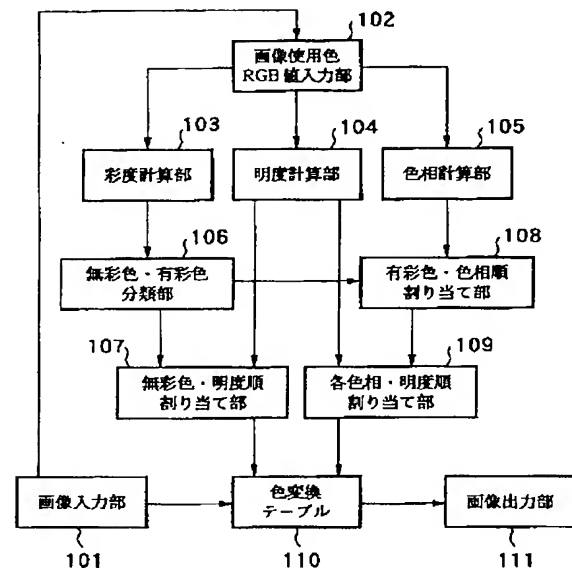 102
画像使用色
RGB値入力部
103
104
105
彩度計算部
明度計算部
色相計算部
106
108
無彩色・有彩色
分類部
有彩色・色相順
割り当て部
107
109
無彩色・明度順
割り当て部
各色相・明度順
割り当て部
画像入力部
色変換
テーブル
画像出力部
101
110
111